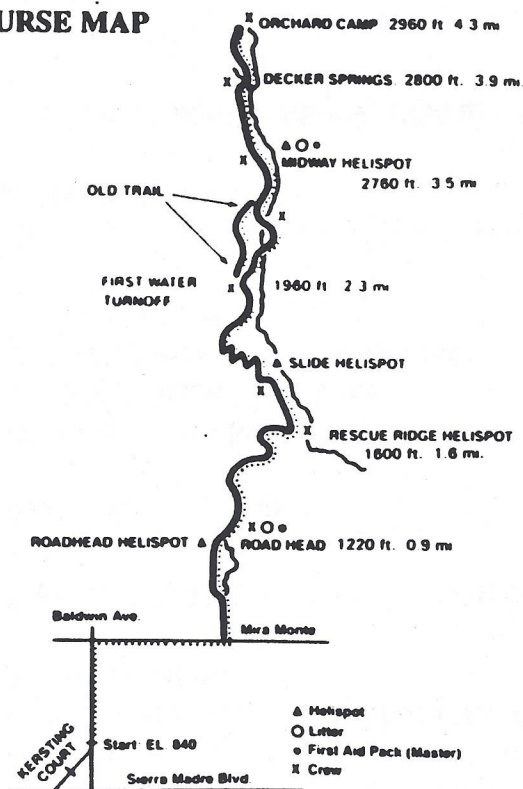 URSE MAP
ORCHARD CAMP 2960 ft 4 3 mi
DECKER SPRINGS. 2800 ft. 3.9 mi.
MIDWAY HELISPOT
2760 ft. 3.5 mi
OLD TRAIL
FIRST WATER
TURNOFF
1960 ft 2 3 mi
SLIDE HELISPOT
RESCUE RIDGE HELISPOT
1600 ft. 1.6 mi.
ROADHEAD HELISPOT
ROAD HEAD 1220 ft. 0.9 mi
Baldwin Ave.
Mira Monte
Helispot
Litter
First Aid Pack (Master)
Crew
KERSTING
COURT
Start: EL. 840
Sierra Madre Blvd.